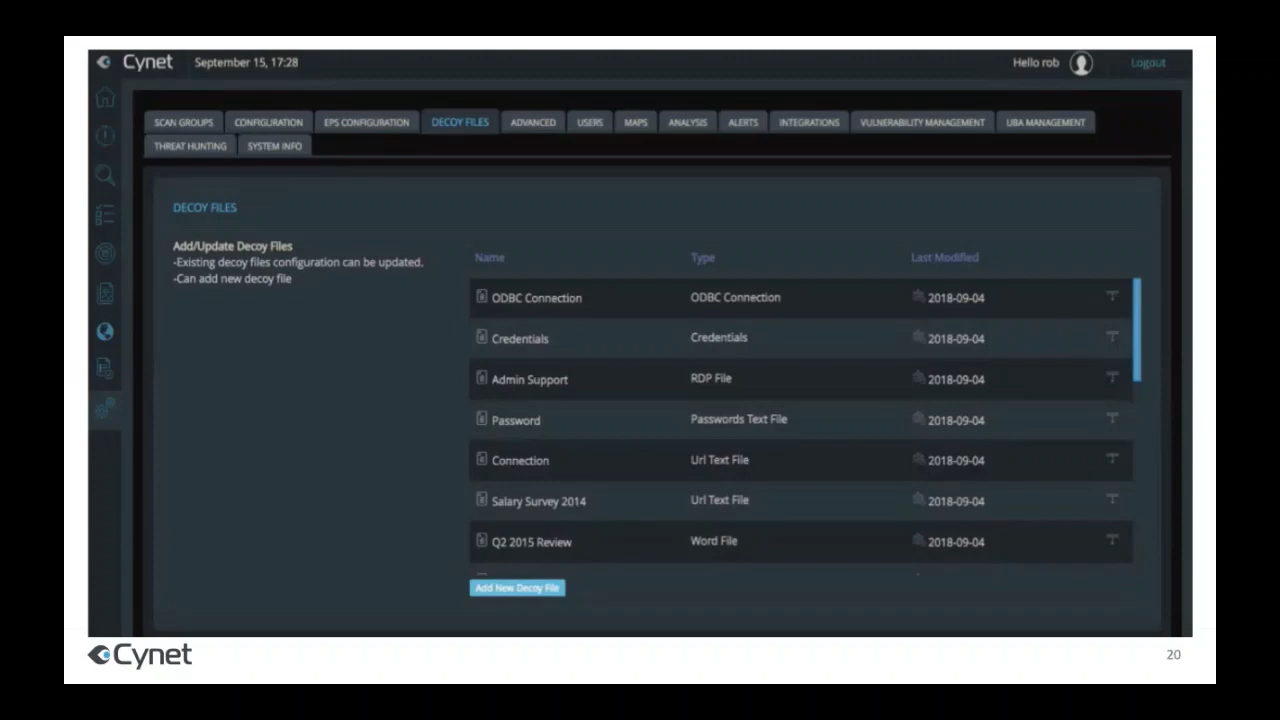 Cynet September 15, 17:28 Hello rob Logout
SCAN GROUPS CONFIGURATION EPS CONFIGURATION DECOY FILES ADVANCED USERS MAPS ANALYSIS ALERTS INTEGRATIONS VULNERABILITY MANAGEMENT UBA MANAGEMENT
THREAT HUNTING SYSTEM INFO
DECOY FILES
Add/Update Decoy Files
-Existing decoy files configuration can be updated.
-Can add new decoy file
Name Type Last Modified
ODBC Connection ODBC Connection 2018-09-04
Credentials Credentials 2018-09-04
Admin Support RDP File 2018-09-04
Password Passwords Text File 2018-09-04
Connection Url Text File 2018-09-04
Salary Survey 2014 Url Text File 2018-09-04
Q2 2015 Review Word File 2018-09-04
Add New Decoy File
Cynet 20